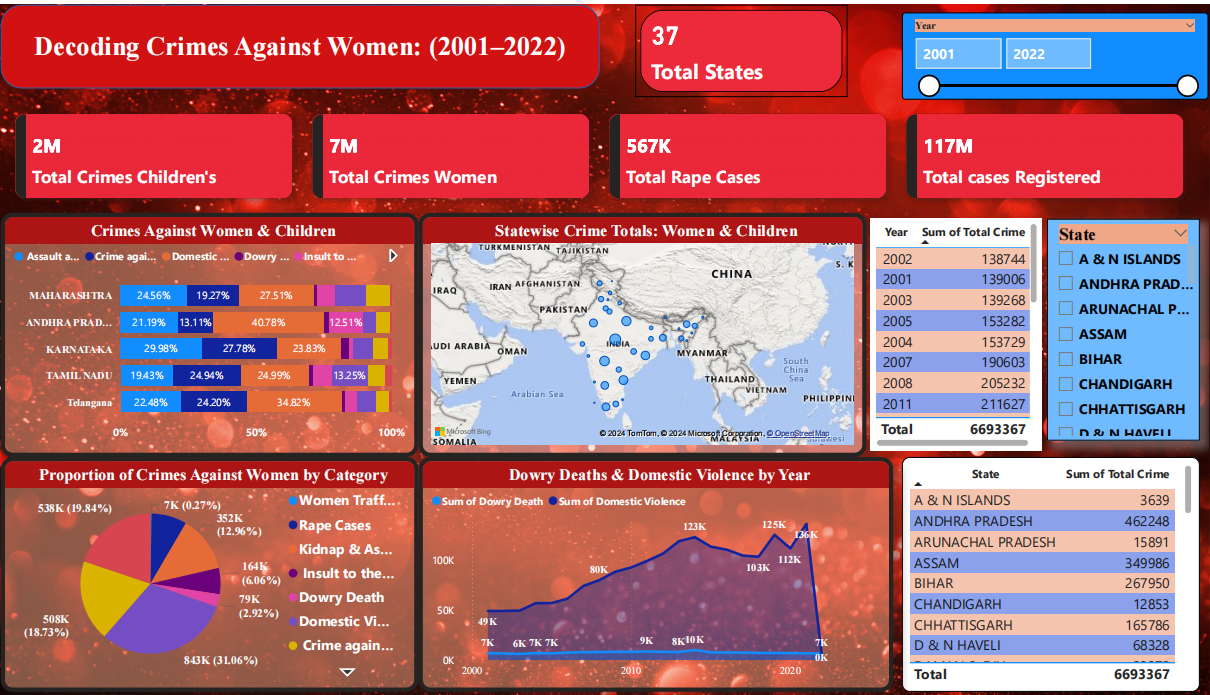 Decoding Crimes Against Women: (2001–2022)
37
Total States
Year
2001
2022
2M
Total Crimes Children's
7M
Total Crimes Women
567K
Total Rape Cases
117M
Total cases Registered
Crimes Against Women & Children
Assault a... Crime agai... Domestic ... Dowry ... Insult to ...
MAHARASHTRA 24.56% 19.27% 27.51%
ANDHRA PRAD... 21.19% 13.11% 40.78% 12.51%
KARNATAKA 29.98% 27.78% 23.83%
TAMIL NADU 19.43% 24.94% 24.99% 13.25%
Telangana 22.48% 24.20% 34.82%
0% 50% 100%
Statewise Crime Totals: Women & Children
TURKMENISTAN
TAJIKISTAN
CHINA
S. K
IRAQ
IRAN
AFGHANISTAN
PAKISTAN
UDI ARABIA
OMAN
INDIA
MYANMAR
YEMEN
Arabian Sea
THAILAND
VIETNAM
South
China
Sea
PHILIPPIN
SOMALIA
MALAYSIA
Microsoft Bing
© 2024 TomTom, © 2024 Microsoft Corporation, © OpenStreetMap
Year Sum of Total Crime
2002 138744
2001 139006
2003 139268
2005 153282
2004 153729
2007 190603
2008 205232
2011 211627
Total 6693367
State
A & N ISLANDS
ANDHRA PRAD...
ARUNACHAL P...
ASSAM
BIHAR
CHANDIGARH
CHHATTISGARH
D & N HAVELI
Proportion of Crimes Against Women by Category
7K (0.27%)
352K
(12.96%)
164K
(6.06%)
79K
(2.92%)
843K (31.06%)
508K
(18.73%)
538K (19.84%)
Women Traff...
Rape Cases
Kidnap & As...
Insult to the...
Dowry Death
Domestic Vi...
Crime again...
Dowry Deaths & Domestic Violence by Year
Sum of Dowry Death Sum of Domestic Violence
100K
50K
0K
49K
80K
123K
103K
125K
112K
136K
7K
6K
7K
7K
9K
8K
10K
7K
0K
2000 2010 2020
State Sum of Total Crime
A & N ISLANDS 3639
ANDHRA PRADESH 462248
ARUNACHAL PRADESH 15891
ASSAM 349986
BIHAR 267950
CHANDIGARH 12853
CHHATTISGARH 165786
D & N HAVELI 68328
Total 6693367